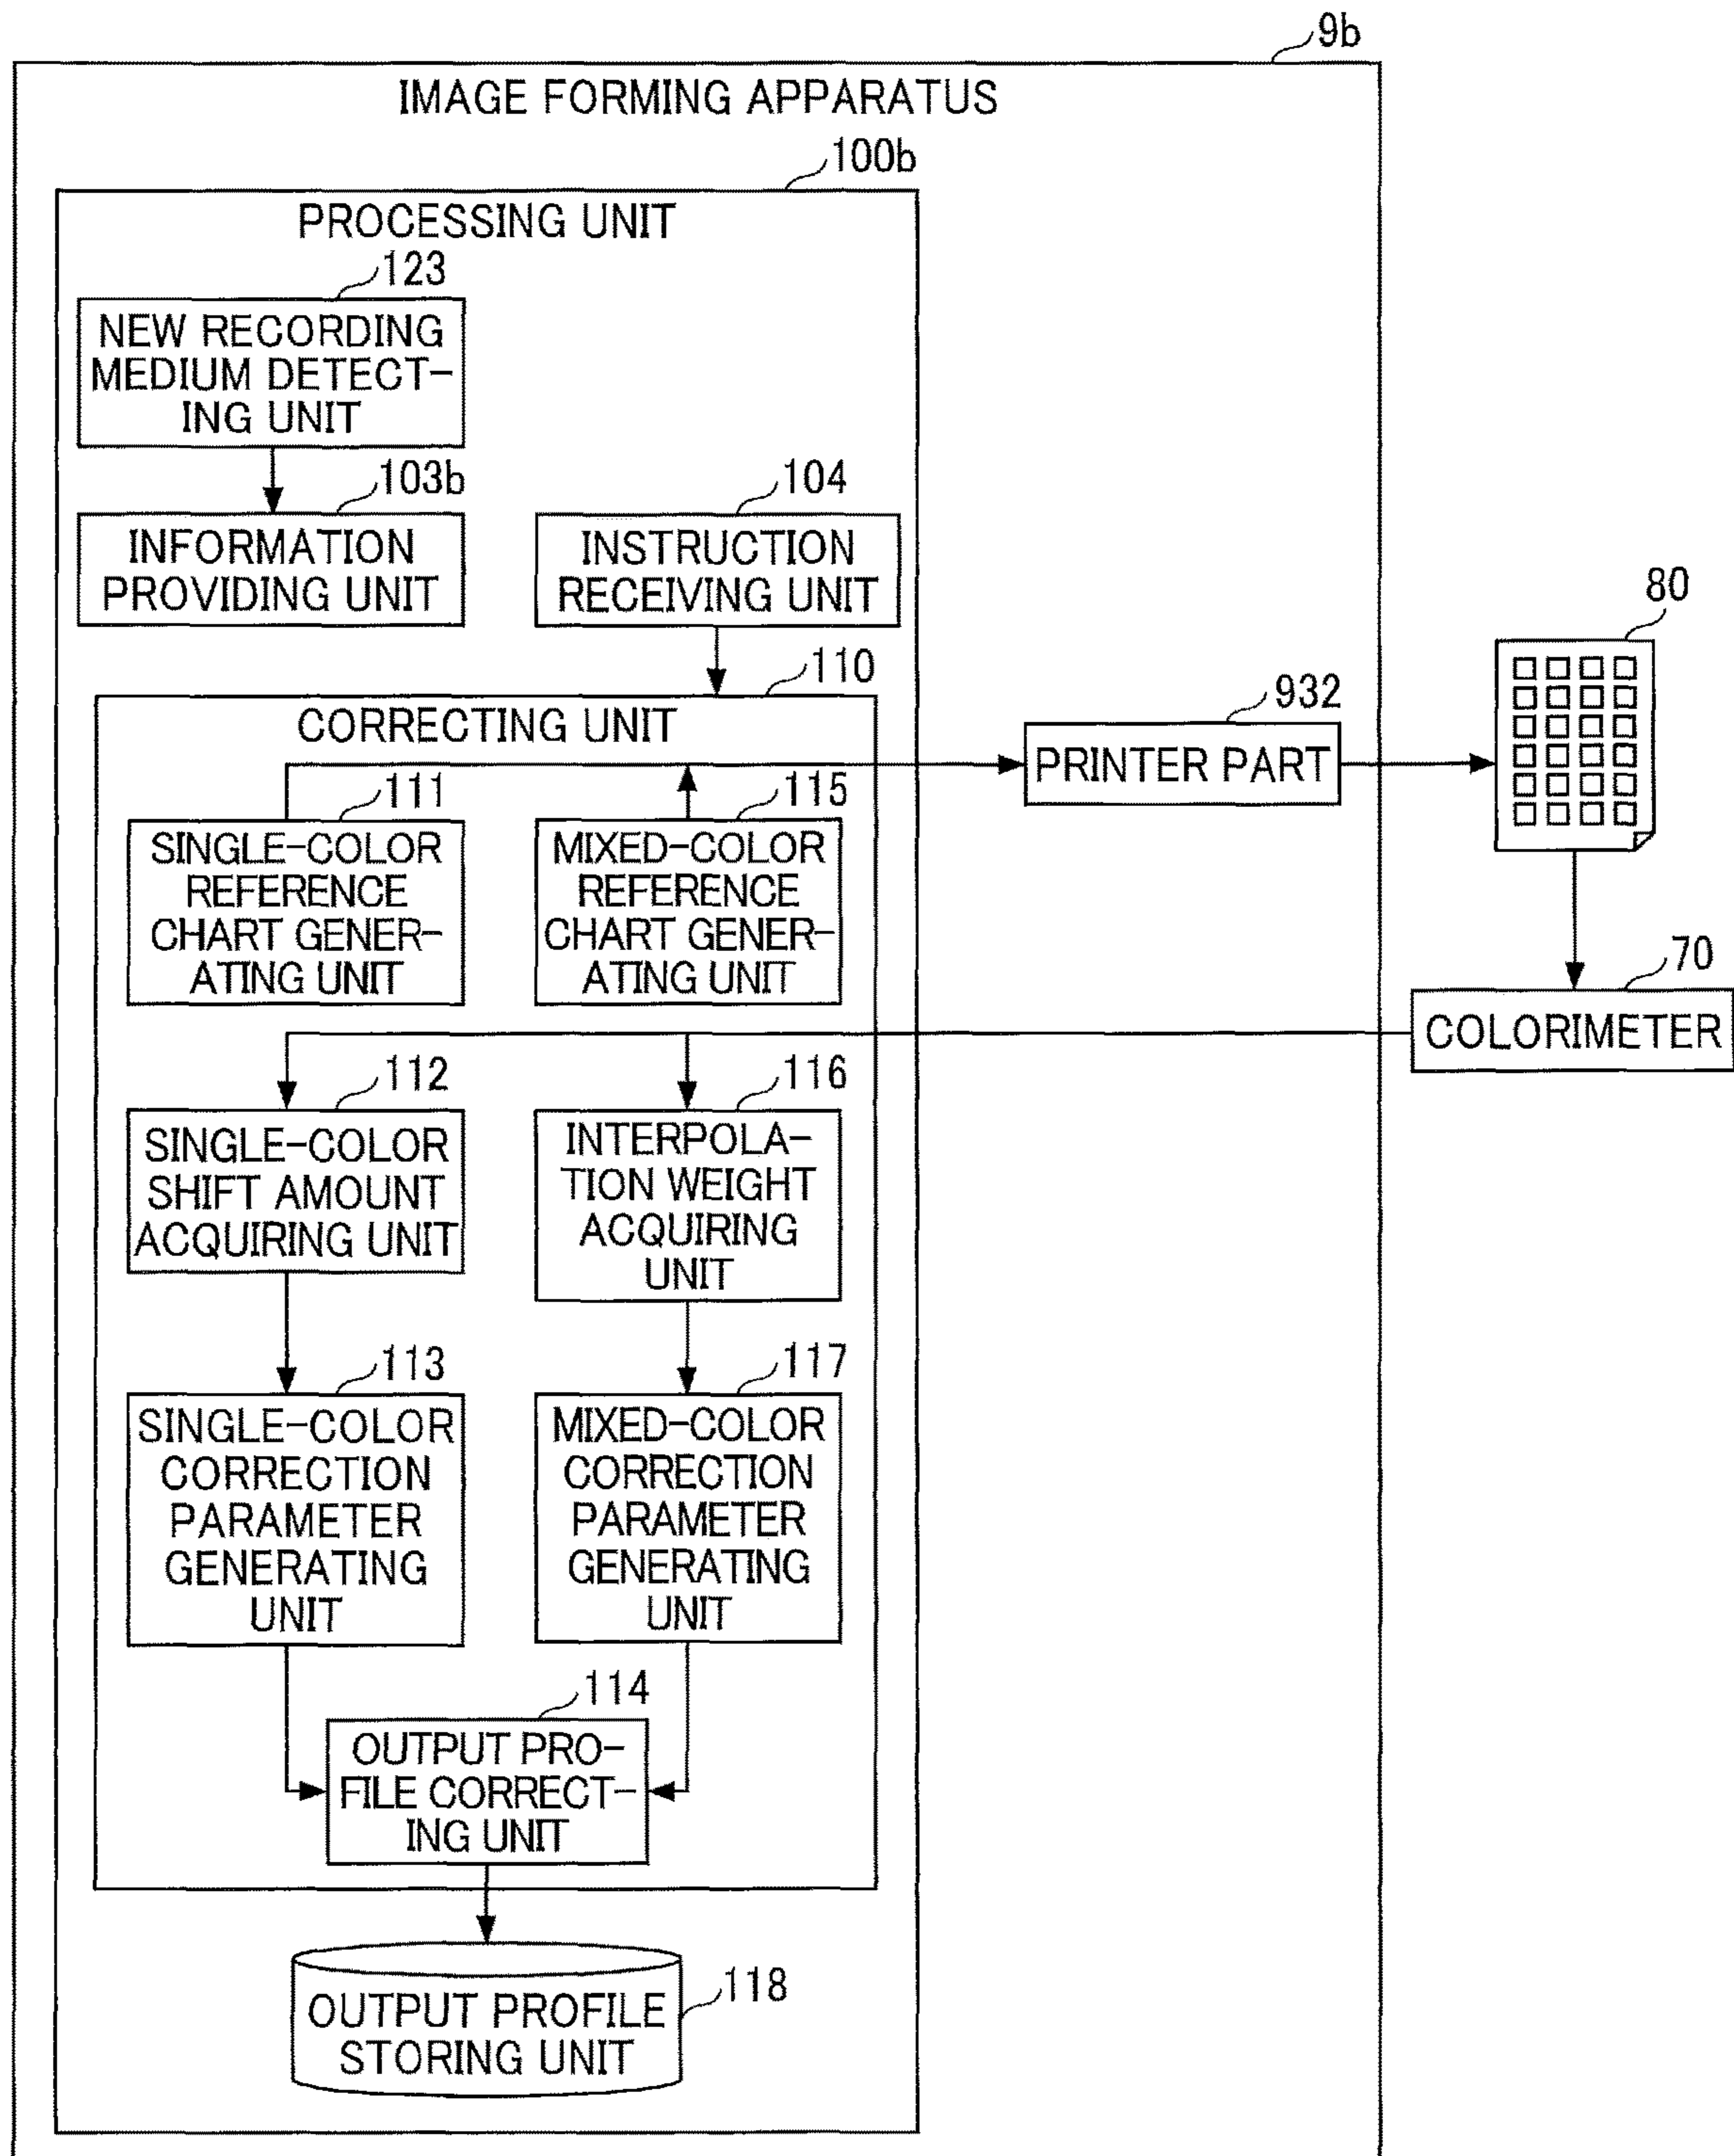 9b
IMAGE FORMING APPARATUS
100b
PROCESSING UNIT
123
NEW RECORDING
MEDIUM DETECT-
ING UNIT
103b
INFORMATION
PROVIDING UNIT
104
INSTRUCTION
RECEIVING UNIT
110
CORRECTING UNIT
111
SINGLE-COLOR
REFERENCE
CHART GENER-
ATING UNIT
115
MIXED-COLOR
REFERENCE
CHART GENER-
ATING UNIT
932
PRINTER PART
80
70
COLORIMETER
112
SINGLE-COLOR
SHIFT AMOUNT
ACQUIRING UNIT
116
INTERPOLA-
TION WEIGHT
ACQUIRING
UNIT
113
SINGLE-COLOR
CORRECTION
PARAMETER
GENERATING
UNIT
117
MIXED-COLOR
CORRECTION
PARAMETER
GENERATING
UNIT
114
OUTPUT PRO-
FILE CORRECT-
ING UNIT
118
OUTPUT PROFILE
STORING UNIT